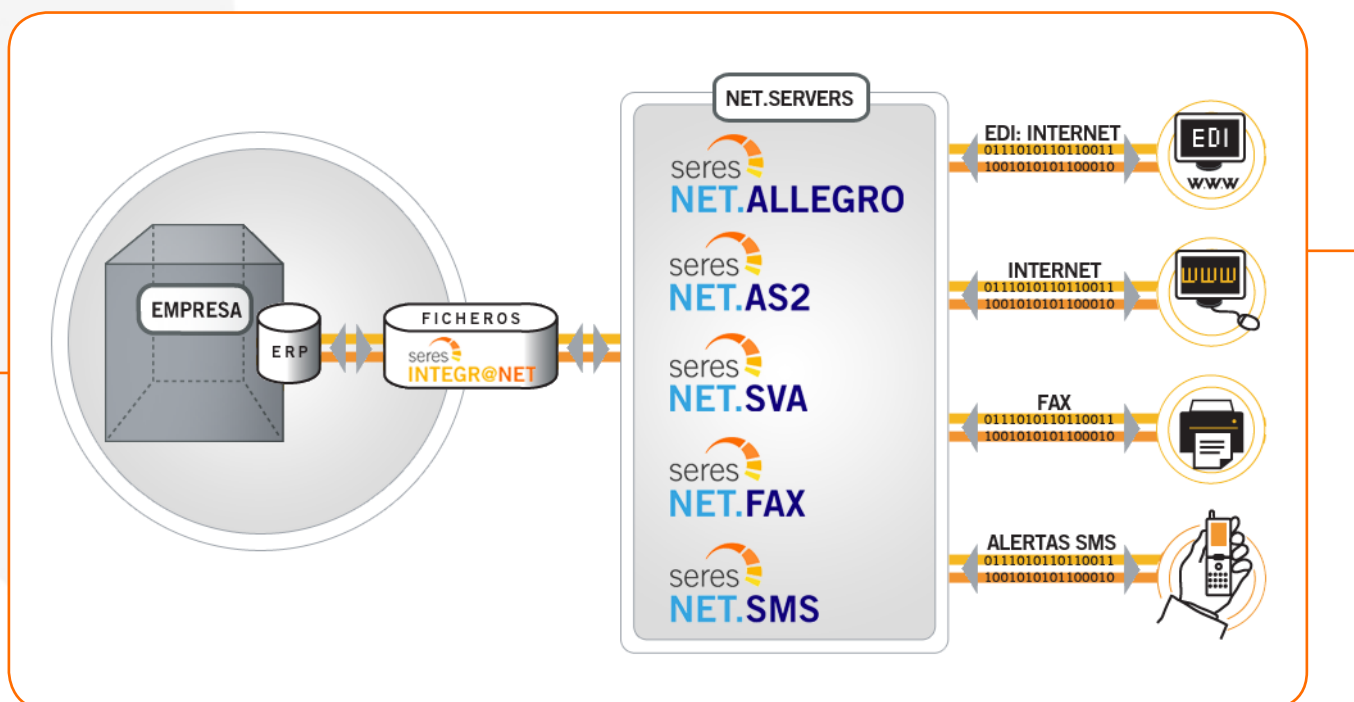 EMPRESA
ERP
FICHEROS
seres
INTEGR@NET
NET.SERVERS
seres
NET.ALLEGRO
seres
NET.AS2
seres
NET.SVA
seres
NET.FAX
seres
NET.SMS
EDI: INTERNET
0111010110110011
1001010101100010
EDI
W.W.W
INTERNET
0111010110110011
1001010101100010
www
FAX
0111010110110011
1001010101100010
ALERTAS SMS
0111010110110011
1001010101100010